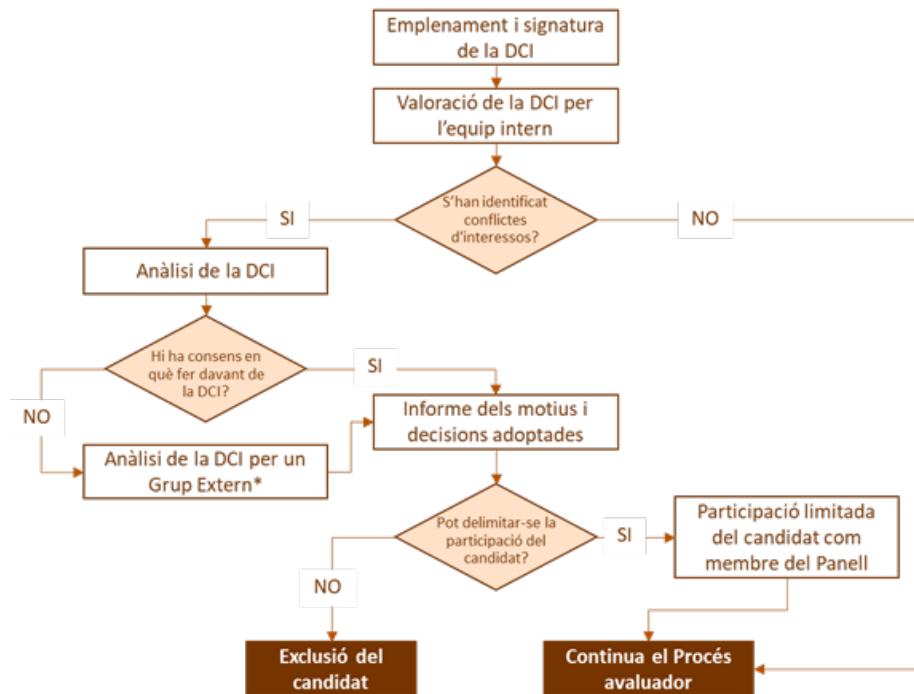 Emplenament i signatura
de la DCI
Valoració de la DCI per
l'equip intern
S'han identificat
conflictes
d'interessos?
SI
NO
Anàlisi de la DCI
Hi ha consens en
què fer davant de
la DCI?
SI
NO
Informe dels motius i
decisions adoptades
Anàlisi de la DCI per un
Grup Extern*
Pot delimitar-se la
participació del
candidat?
SI
Participació limitada
del candidat com
membre del Panell
NO
Exclusió del
candidat
Continua el Procés
avaluador